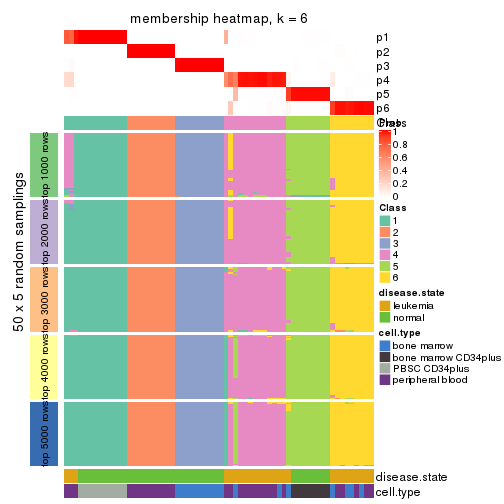 membership heatmap, k = 6
p1
p2
p3
p4
p5
p6
Class
Prob
1
0.8
0.6
0.4
0.2
0
Class
1
2
3
4
5
6
disease.state
leukemia
normal
cell.type
bone marrow
bone marrow CD34plus
PBSC CD34plus
peripheral blood
50 x 5 random samplings
top 1000 rows
top 2000 rows
top 3000 rows
top 4000 rows
top 5000 rows
disease.state
cell.type